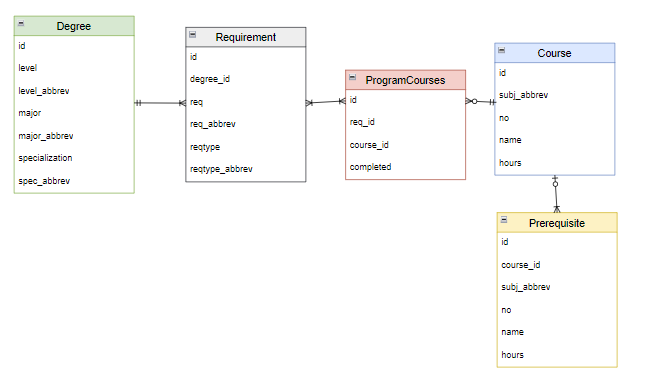 Degree
id
level
level_abbrev
major
major_abbrev
specialization
spec_abbrev
Requirement
id
degree_id
req
req_abbrev
reqtype
reqtype_abbrev
ProgramCourses
id
req_id
course_id
completed
Course
id
subj_abbrev
no
name
hours
Prerequisite
id
course_id
subj_abbrev
no
name
hours